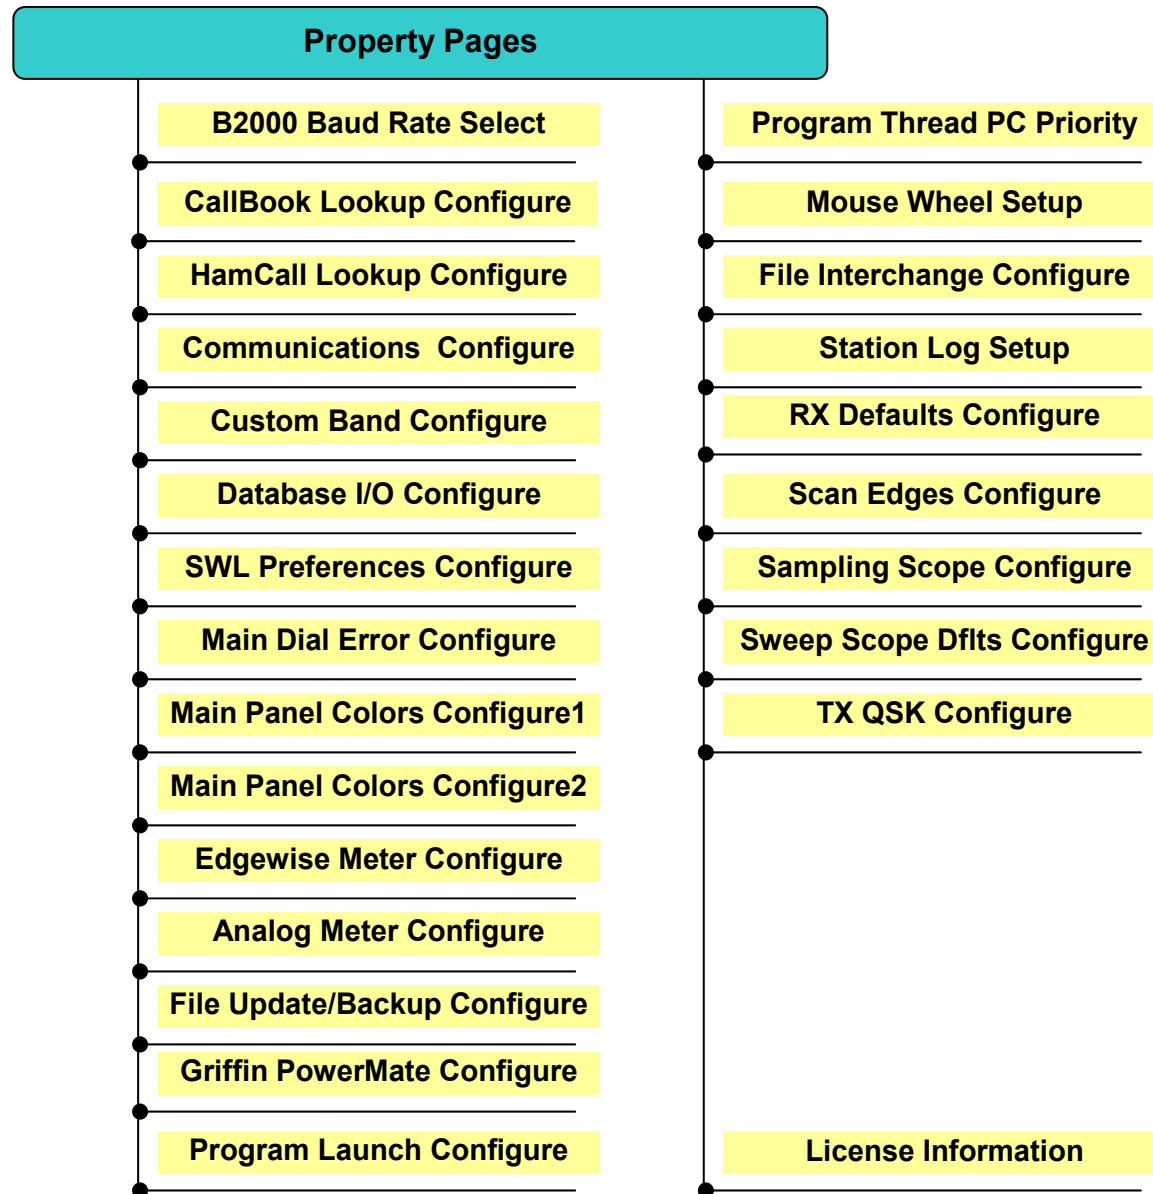 Property Pages
B2000 Baud Rate Select
CallBook Lookup Configure
HamCall Lookup Configure
Communications  Configure
Custom Band Configure
Database I/O Configure
SWL Preferences Configure
Main Dial Error Configure
Main Panel Colors Configure1
Main Panel Colors Configure2
Edgewise Meter Configure
Analog Meter Configure
File Update/Backup Configure
Griffin PowerMate Configure
Program Launch Configure
Program Thread PC Priority
Mouse Wheel Setup
File Interchange Configure
Station Log Setup
RX Defaults Configure
Scan Edges Configure
Sampling Scope Configure
Sweep Scope Dflts Configure
TX QSK Configure
License Information